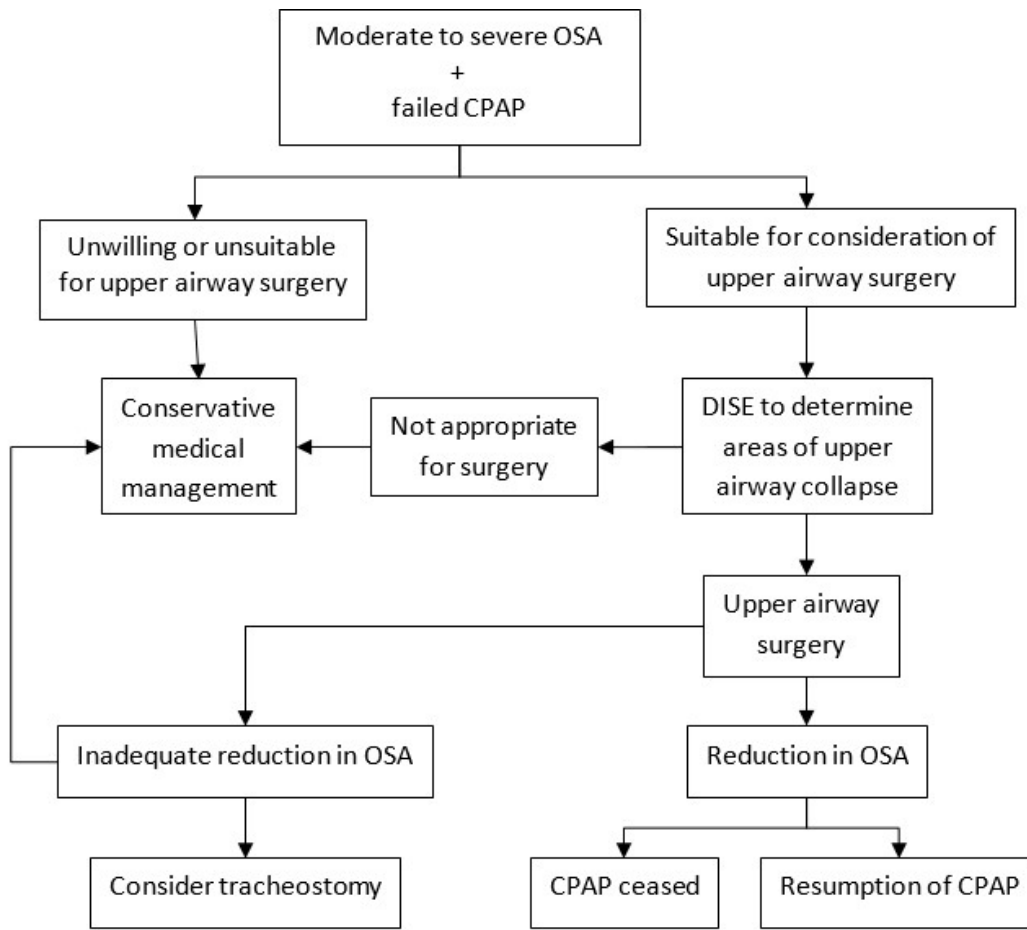 Moderate to severe OSA
+
failed CPAP
Unwilling or unsuitable
for upper airway surgery
Suitable for consideration of
upper airway surgery
Conservative
medical
management
Not appropriate
for surgery
DISE to determine
areas of upper
airway collapse
Upper airway
surgery
Inadequate reduction in OSA
Reduction in OSA
Consider tracheostomy
CPAP ceased
Resumption of CPAP